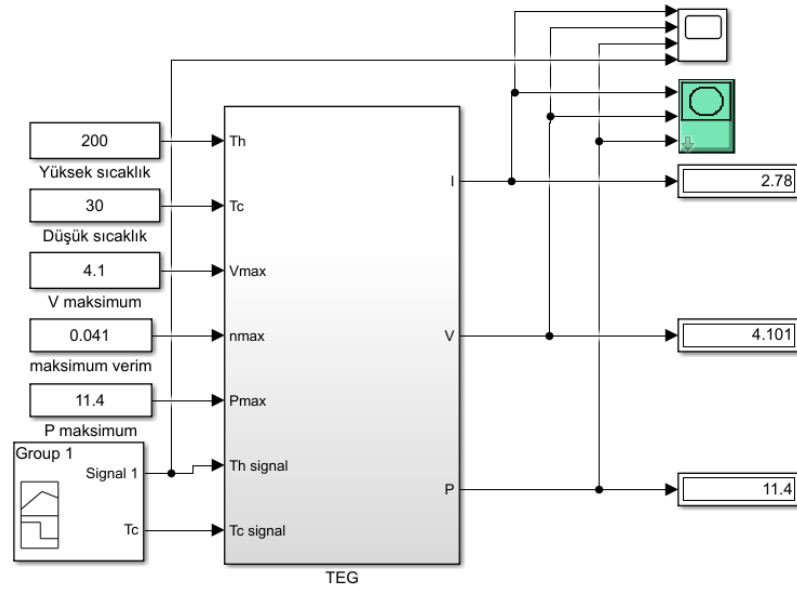 200
Yüksek sıcaklık
30
Düşük sıcaklık
4.1
V maksimum
0.041
maksimum verim
11.4
P maksimum
Group 1
Signal 1
Tc
Th
Tc
Vmax
nmax
Pmax
Th signal
Tc signal
I
V
P
TEG
2.78
4.101
11.4